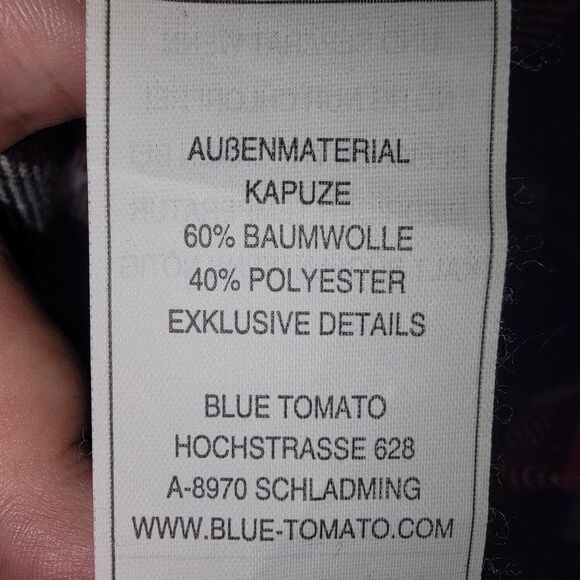 AUßENMATERIAL
KAPUZE
60% BAUMWOLLE
40% POLYESTER
EXKLUSIVE DETAILS
BLUE TOMATO
HOCHSTRASSE 628
A-8970 SCHLADMING
WWW.BLUE-TOMATO.COM